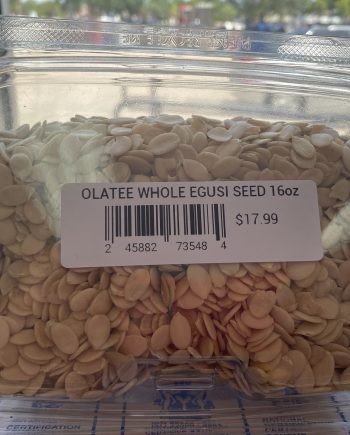 OLATEE WHOLE EGUSI SEED 16oz
$17.99
2 45882 73548 4
CERTIFICATION